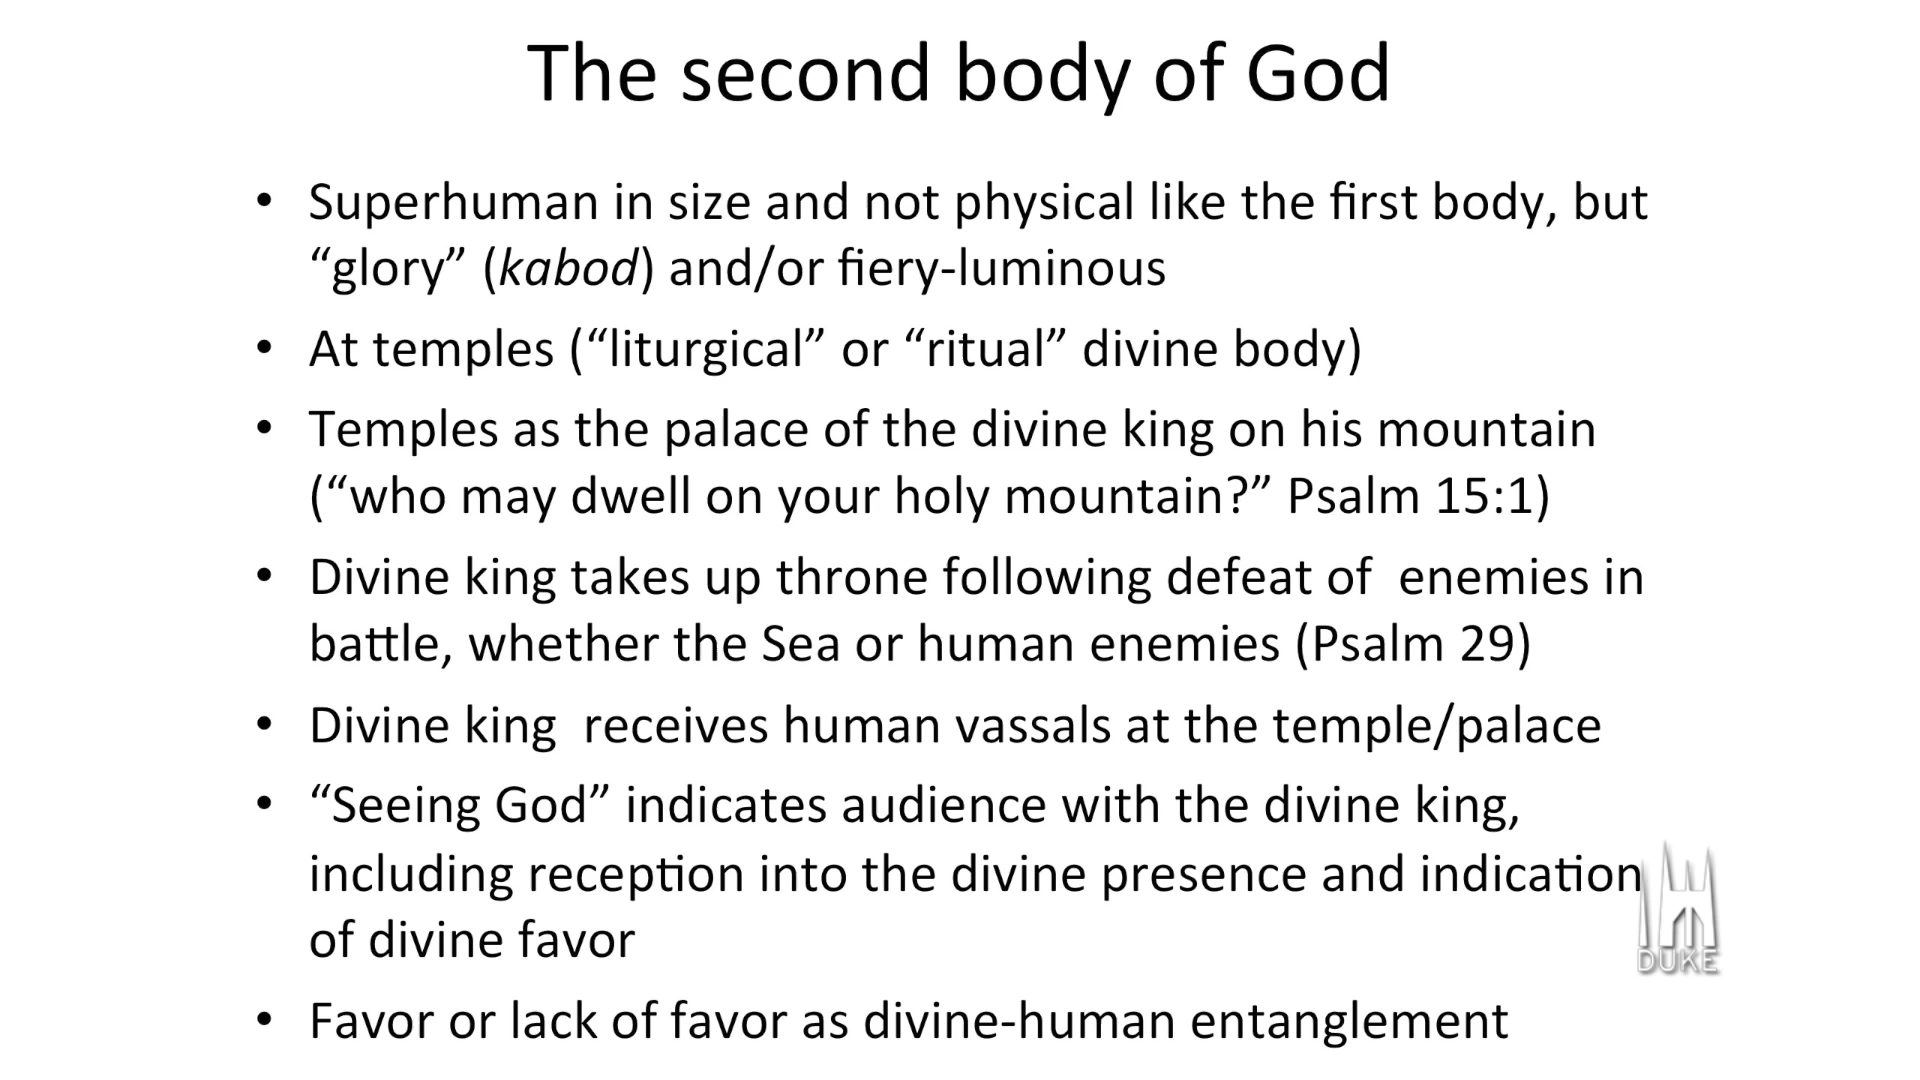 The second body of God
• Superhuman in size and not physical like the first body, but
“glory” (kabod) and/or fiery-luminous
• At temples (“liturgical” or “ritual” divine body)
• Temples as the palace of the divine king on his mountain
(“who may dwell on your holy mountain?” Psalm 15:1)
• Divine king takes up throne following defeat of  enemies in
battle, whether the Sea or human enemies (Psalm 29)
• Divine king  receives human vassals at the temple/palace
• “Seeing God” indicates audience with the divine king,
including reception into the divine presence and indication
of divine favor
DUKE
• Favor or lack of favor as divine-human entanglement